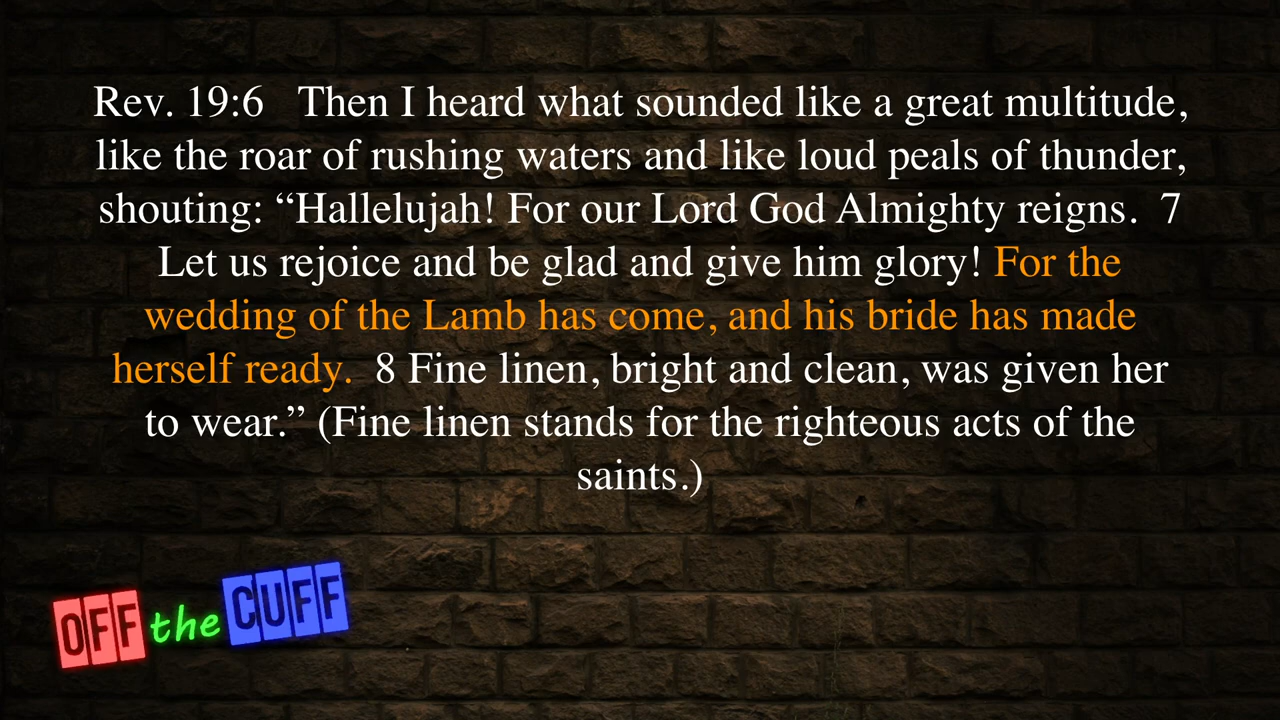 Rev. 19:6   Then I heard what sounded like a great multitude,
like the roar of rushing waters and like loud peals of thunder,
shouting: “Hallelujah! For our Lord God Almighty reigns.  7
Let us rejoice and be glad and give him glory! For the
wedding of the Lamb has come, and his bride has made
herself ready.  8 Fine linen, bright and clean, was given her
to wear.” (Fine linen stands for the righteous acts of the
saints.)
OFF the CUFF